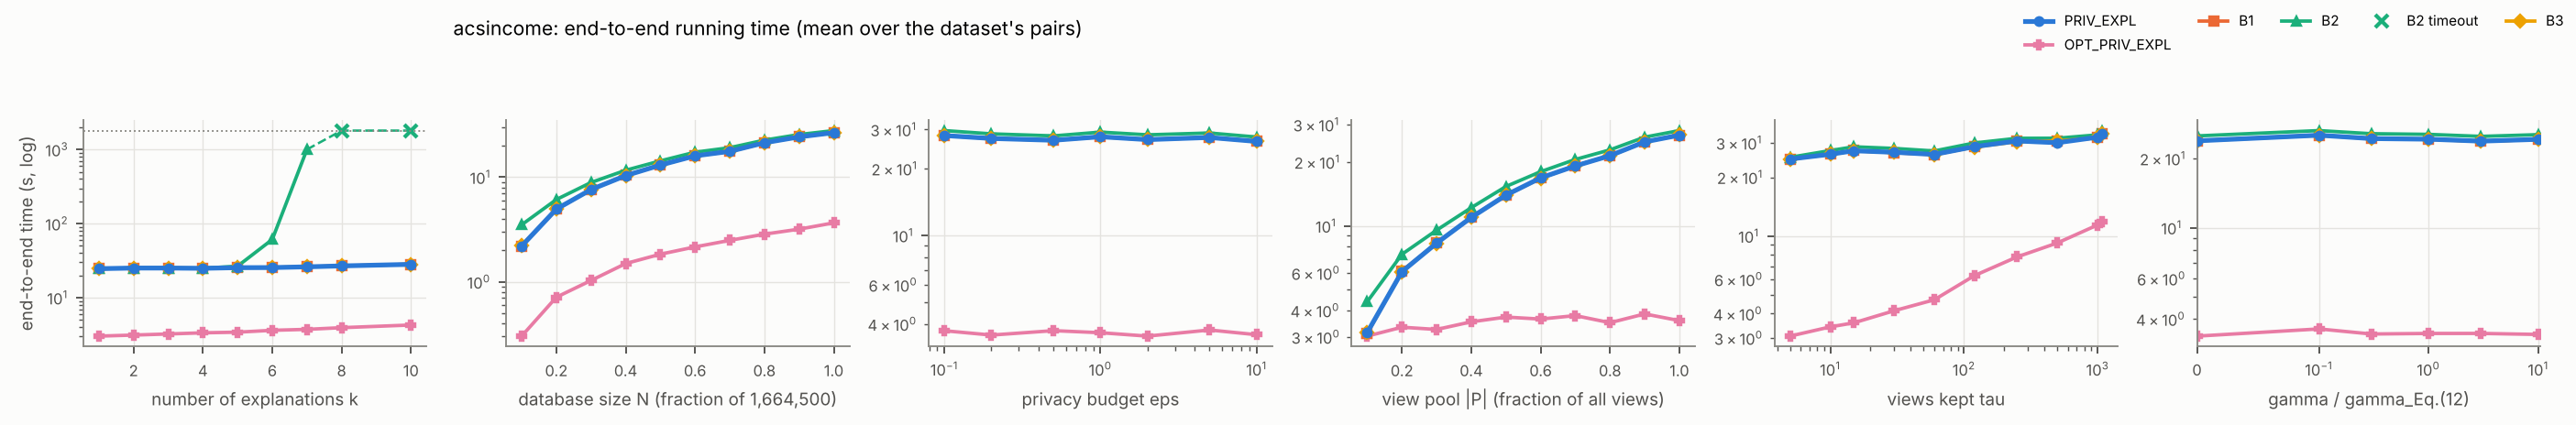 acsincome: end-to-end running time (mean over the dataset's pairs)
PRIV_EXPL B1 B2 B2 timeout B3
OPT_PRIV_EXPL
end-to-end time (s, log)
10³
10²
10¹
2 4 6 8 10
number of explanations k
10¹
10⁰
0.2 0.4 0.6 0.8 1.0
database size N (fraction of 1,664,500)
3 × 10¹
2 × 10¹
10¹
6 × 10⁰
4 × 10⁰
10⁻¹ 10⁰ 10¹
privacy budget eps
3 × 10¹
2 × 10¹
10¹
6 × 10⁰
4 × 10⁰
3 × 10⁰
0.2 0.4 0.6 0.8 1.0
view pool |P| (fraction of all views)
3 × 10¹
2 × 10¹
10¹
6 × 10⁰
4 × 10⁰
3 × 10⁰
10¹ 10² 10³
views kept tau
2 × 10¹
10¹
6 × 10⁰
4 × 10⁰
0 10⁻¹ 10⁰ 10¹
gamma / gamma_Eq.(12)